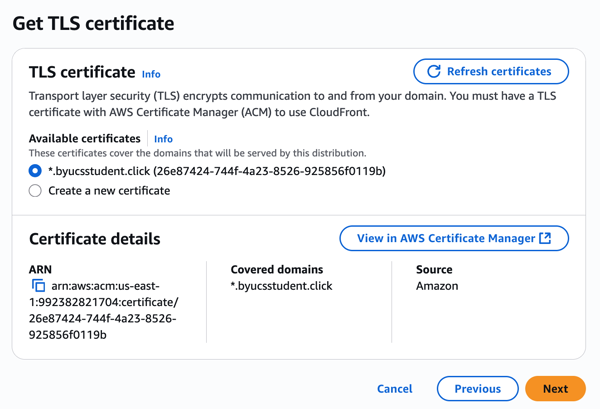 Get TLS certificate
TLS certificate Info
Refresh certificates
Transport layer security (TLS) encrypts communication to and from your domain. You must have a TLS
certificate with AWS Certificate Manager (ACM) to use CloudFront.
Available certificates Info
These certificates cover the domains that will be served by this distribution.
*.byucsstudent.click (26e87424-744f-4a23-8526-925856f0119b)
Create a new certificate
Certificate details
View in AWS Certificate Manager
ARN
arn:aws:acm:us-east-
1:992382821704:certificate/
26e87424-744f-4a23-8526-
925856f0119b
Covered domains
*.byucsstudent.click
Source
Amazon
Cancel
Previous
Next